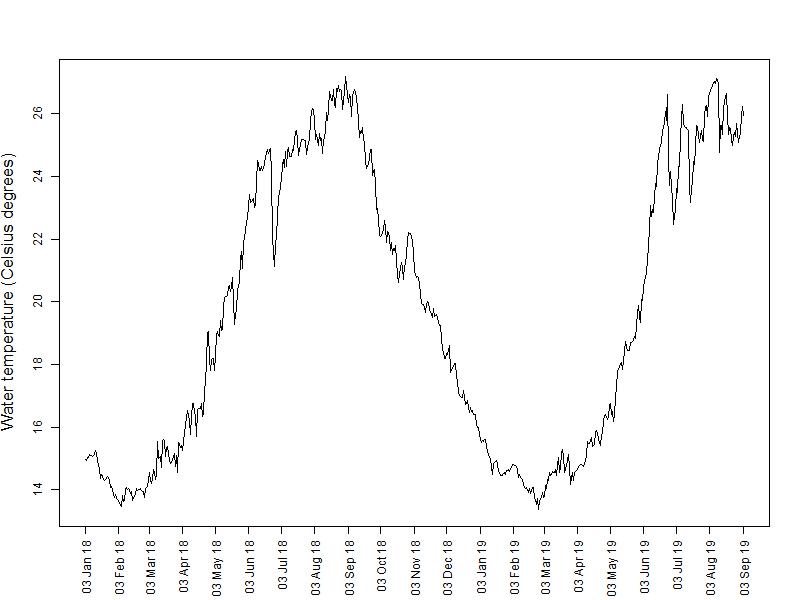 Water temperature (Celsius degrees)
26
24
22
20
18
16
14
03 Jan 18
03 Feb 18
03 Mar 18
03 Apr 18
03 May 18
03 Jun 18
03 Jul 18
03 Aug 18
03 Sep 18
03 Oct 18
03 Nov 18
03 Dec 18
03 Jan 19
03 Feb 19
03 Mar 19
03 Apr 19
03 May 19
03 Jun 19
03 Jul 19
03 Aug 19
03 Sep 19